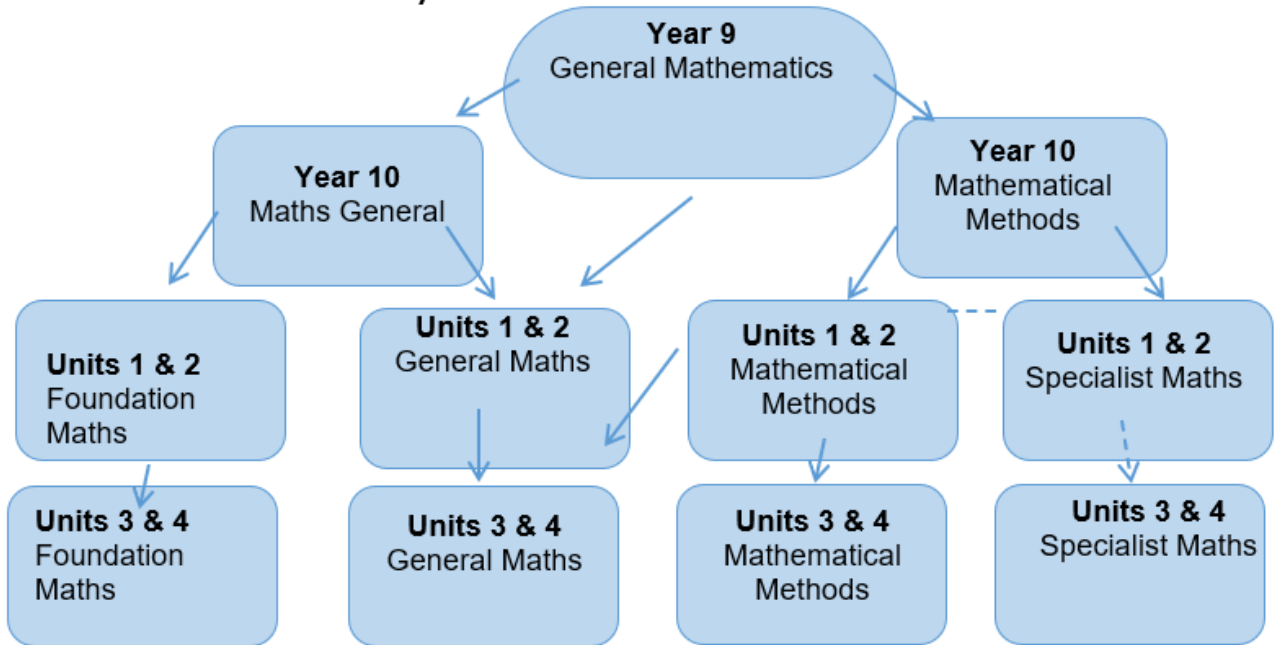 Year 9
General Mathematics
Year 10
Maths General
Year 10
Mathematical
Methods
Units 1 & 2
Foundation
Maths
Units 1 & 2
General Maths
Units 1 & 2
Mathematical
Methods
Units 1 & 2
Specialist Maths
Units 3 & 4
Foundation
Maths
Units 3 & 4
General Maths
Units 3 & 4
Mathematical
Methods
Units 3 & 4
Specialist Maths